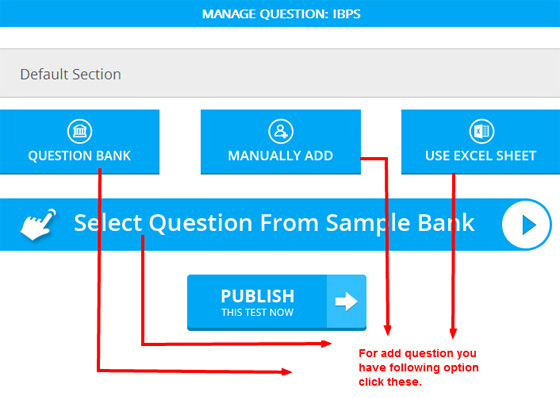 MANAGE QUESTION: IBPS
Default Section
QUESTION BANK
MANUALLY ADD
USE EXCEL SHEET
Select Question From Sample Bank
PUBLISH
THIS TEST NOW
For add question you
have following option
click these.